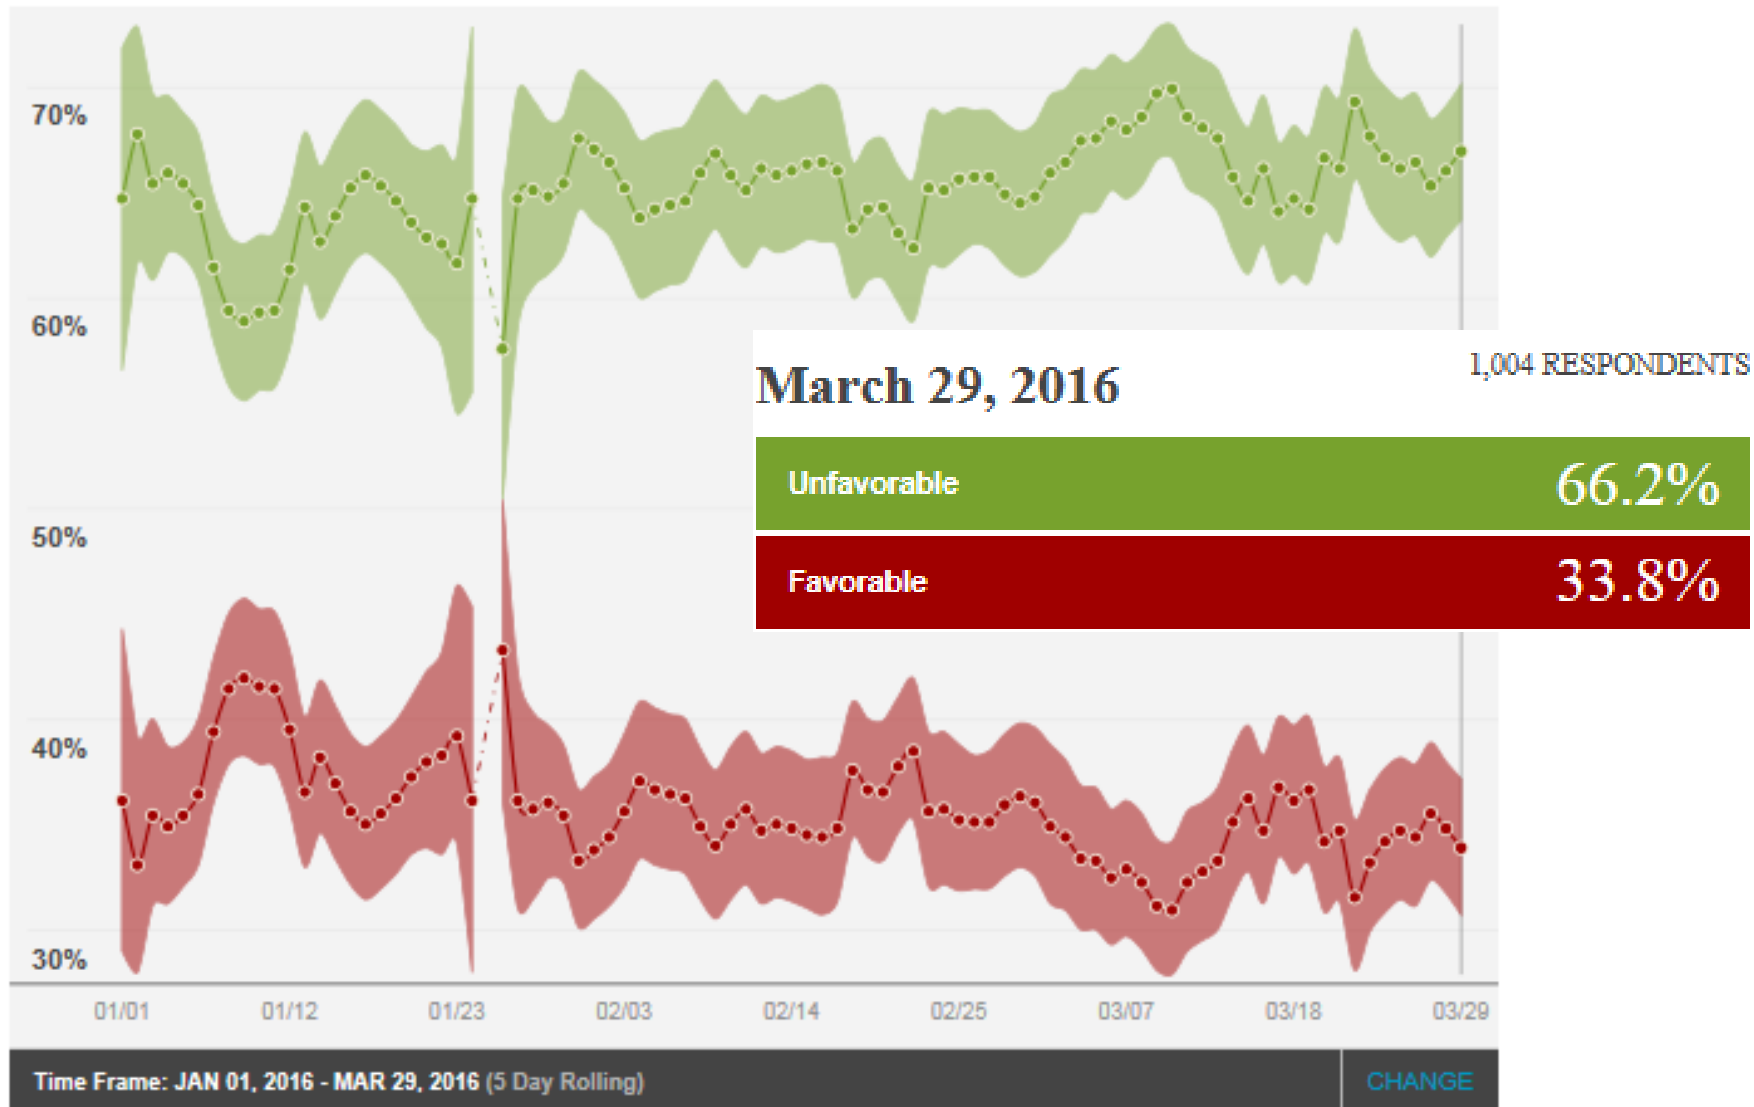 70%
60%
50%
40%
30%
March 29, 2016
1,004 RESPONDENTS
Unfavorable 66.2%
Favorable 33.8%
01/01 01/12 01/23 02/03 02/14 02/25 03/07 03/18 03/29
Time Frame: JAN 01, 2016 - MAR 29, 2016 (5 Day Rolling) CHANGE